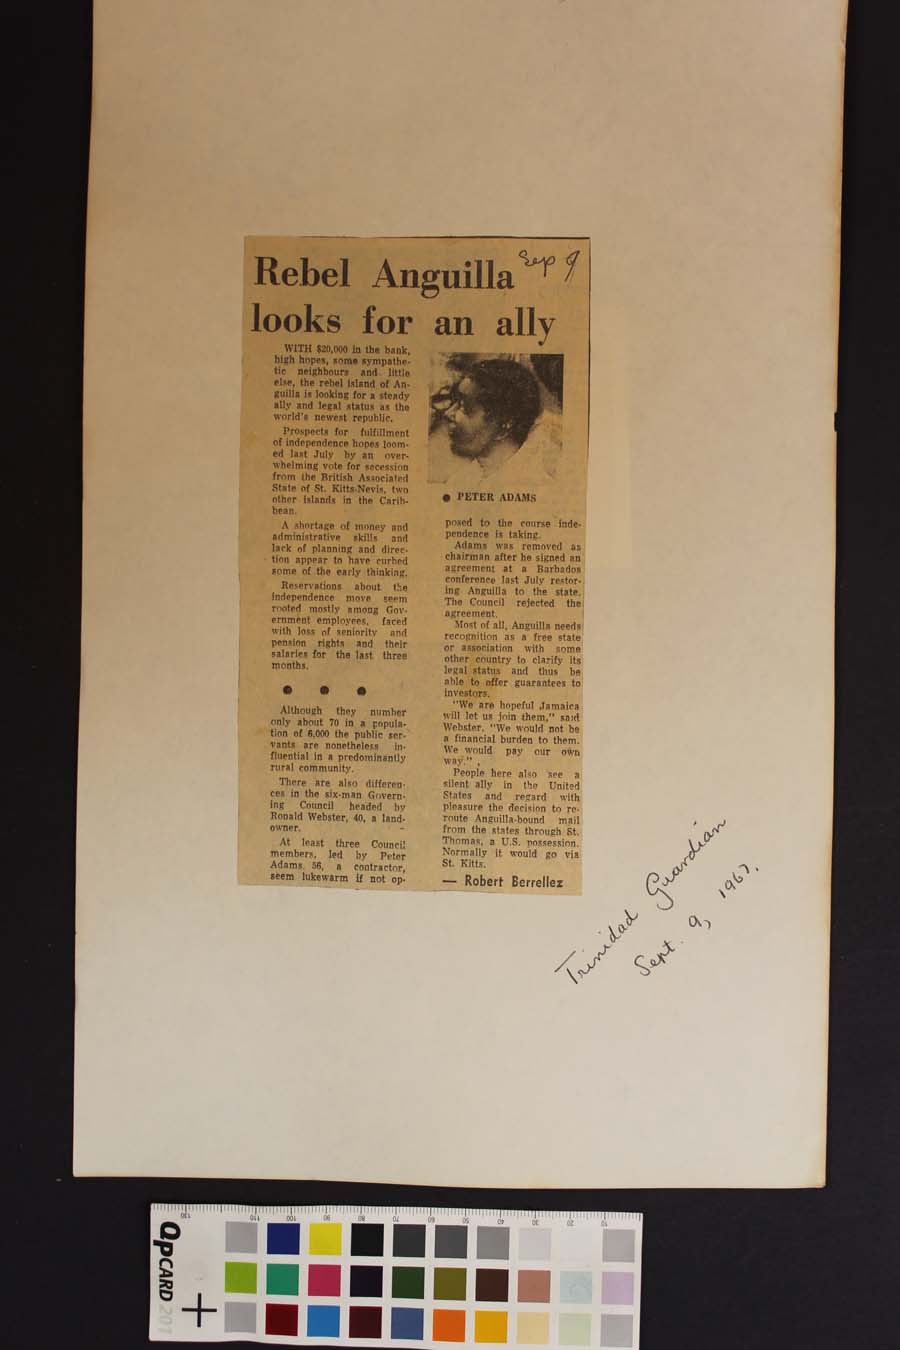 Rebel Anguilla
Sep 9
looks for an ally
WITH $20,000 in the bank,
high hopes, some sympathe-
tic neighbours and little
else, the rebel island of An-
guilla is looking for a steady
ally and legal status as the
world's newest republic.
Prospects for fulfillment
of independence hopes loom-
ed last July by an over-
whelming vote for secession
from the British Associated
State of St. Kitts-Nevis, two
other islands in the Carib-
bean.
A shortage of money and
administrative skills and
lack of planning and direc-
tion appear to have curbed
some of the early thinking.
Reservations about the
independence move seem
rooted mostly among Gov-
ernment employees, faced
with loss of seniority and
pension rights and their
salaries for the last three
months.
● ● ●
Although they number
only about 70 in a popula-
tion of 6,000 the public ser-
vants are nonetheless in-
fluential in a predominantly
rural community.
There are also differen-
ces in the six-man Govern-
ing Council headed by
Ronald Webster, 40, a land-
owner.
At least three Council
members, led by Peter
Adams, 56, a contractor,
seem lukewarm if not op-
● PETER ADAMS
posed to the course inde-
pendence is taking.
Adams was removed as
chairman after he signed an
agreement at a Barbados
conference last July restor-
ing Anguilla to the state.
The Council rejected the
agreement.
Most of all, Anguilla needs
recognition as a free state
or association with some
other country to clarify its
legal status and thus be
able to offer guarantees to
investors.
"We are hopeful Jamaica
will let us join them," said
Webster. "We would not be
a financial burden to them.
We would pay our own
way."
People here also see a
silent ally in the United
States and regard with
pleasure the decision to re-
route Anguilla-bound mail
from the states through St.
Thomas, a U.S. possession.
Normally it would go via
St. Kitts.
— Robert Berrellez
Trinidad Guardian
Sept. 9, 1967.
130 110 100 90 80 70 60 50 40 30 20 10
QPCARD 201